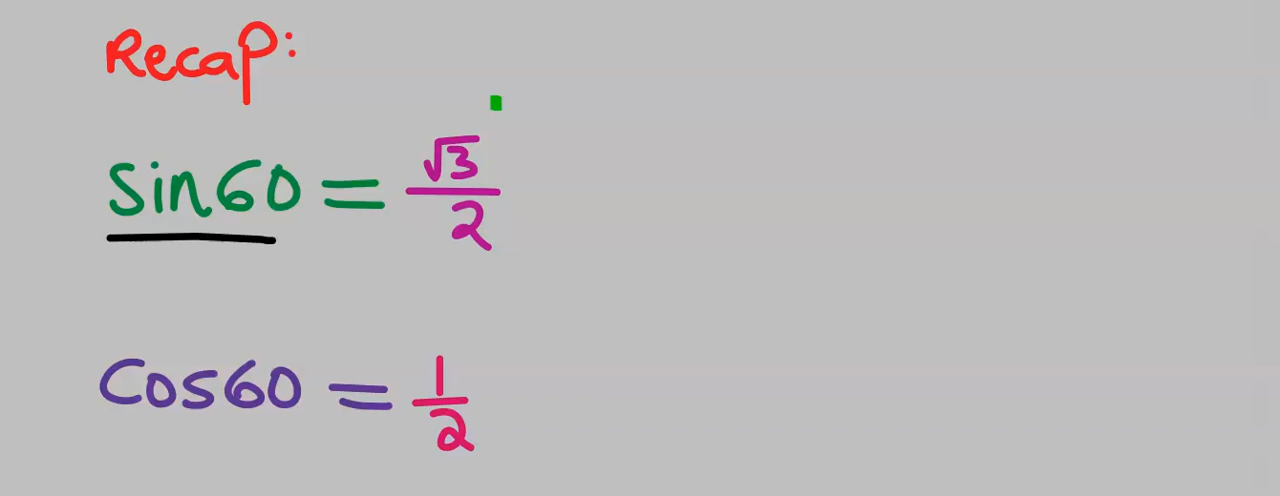 Recap:
Sin60 = √3/2
Cos60 = 1/2